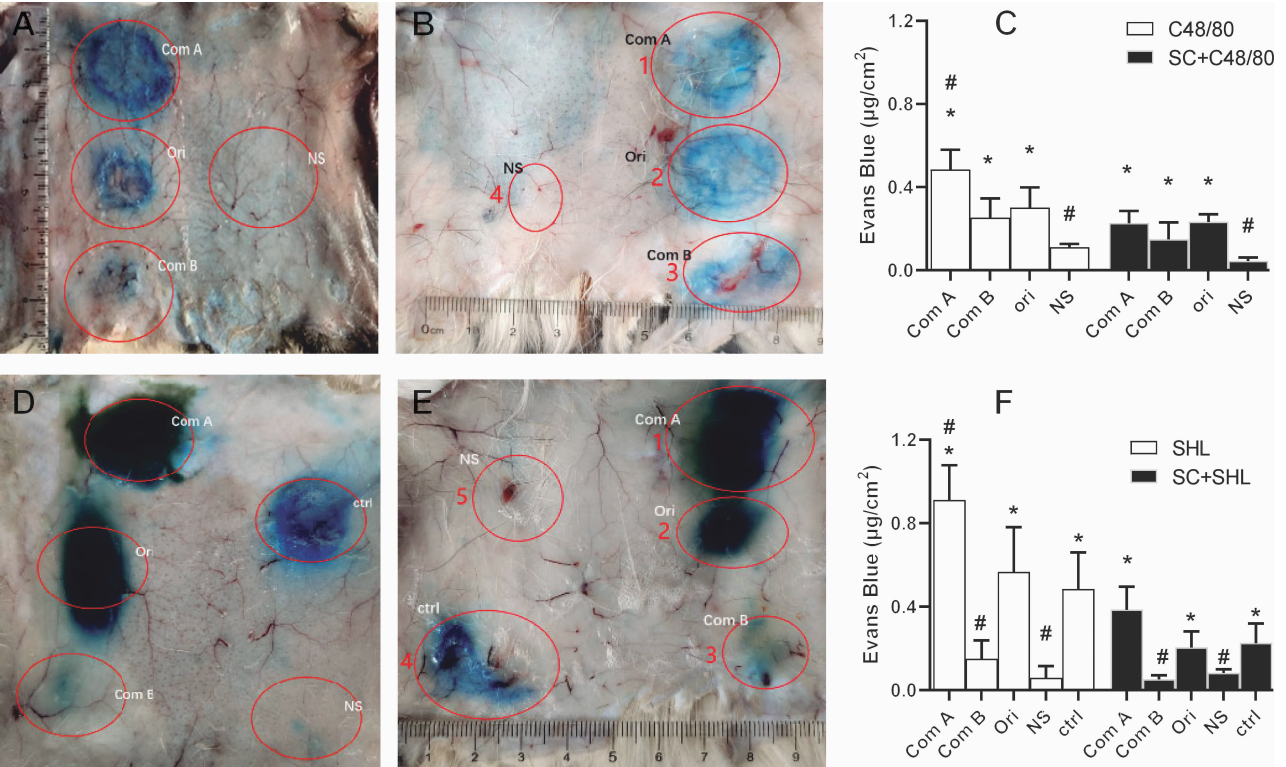 A
Com A
Ori
NS
Com B
B
Com A
1
Ori
2
NS
4
Com B
3
0cm
1
2
3
5
6
7
8
9
C
C48/80
SC+C48/80
Evans Blue (µg/cm²)
1.2
0.8
0.4
0.0
#
*
*
*
#
*
*
*
#
Com A
Com B
ori
NS
Com A
Com B
ori
NS
D
Com A
ctrl
Ori
Com B
NS
E
Com A
1
NS
5
Ori
2
ctrl
4
Com B
3
1
2
3
4
5
6
7
8
9
F
SHL
SC+SHL
Evans Blue (µg/cm²)
1.2
0.8
0.4
0.0
#
*
#
*
#
*
*
#
*
#
*
Com A
Com B
Ori
NS
ctrl
Com A
Com B
Ori
NS
ctrl